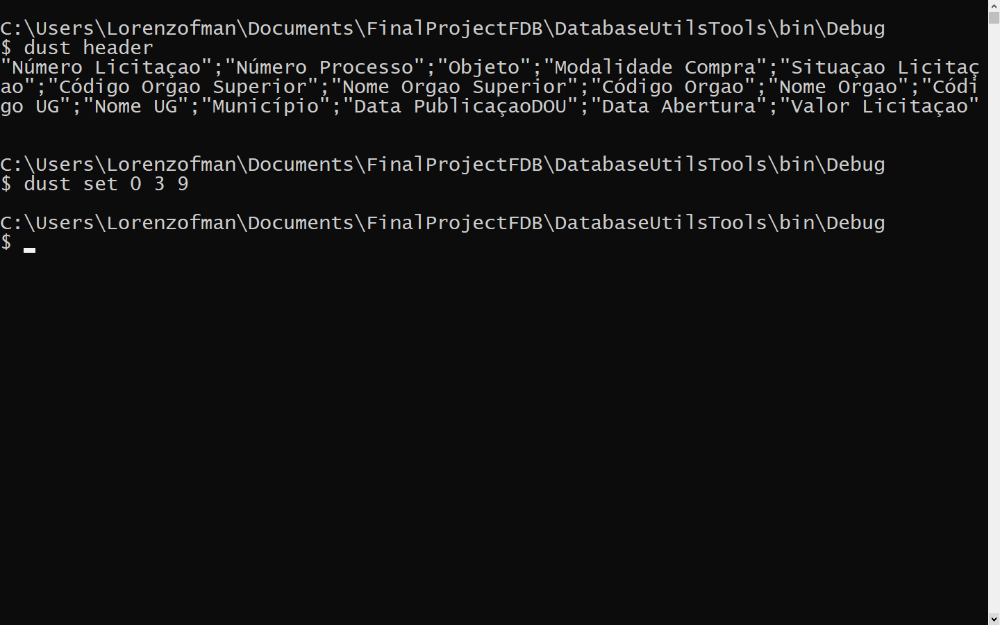 C:\Users\Lorenzofman\Documents\FinalProjectFDB\DatabaseUtilsTools\bin\Debug
$ dust header
"Número Licitaçao";"Número Processo";"Objeto";"Modalidade Compra";"Situaçao Licitaç
ao";"Código Orgao Superior";"Nome Orgao Superior";"Código Orgao";"Nome Orgao";"Códi
go UG";"Nome UG";"Município";"Data PublicaçaoDOU";"Data Abertura";"Valor Licitaçao"
C:\Users\Lorenzofman\Documents\FinalProjectFDB\DatabaseUtilsTools\bin\Debug
$ dust set 0 3 9
C:\Users\Lorenzofman\Documents\FinalProjectFDB\DatabaseUtilsTools\bin\Debug
$